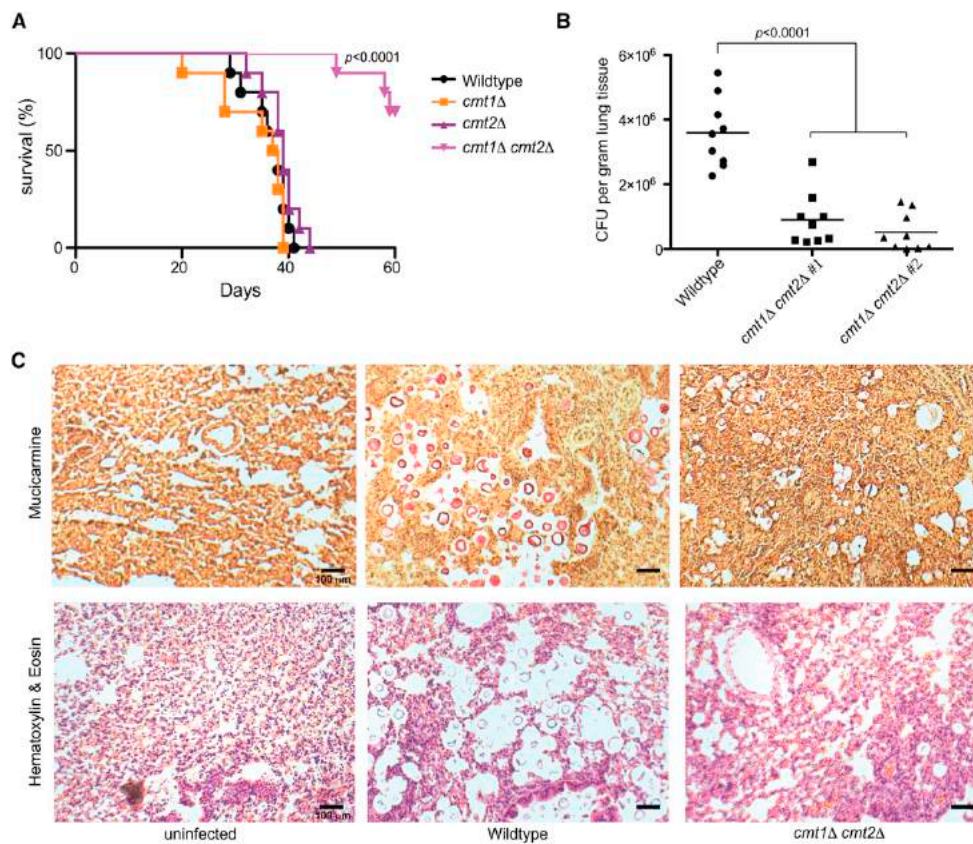 A
survival (%)
100
50
0
0
20
40
60
Days
p<0.0001
Wildtype
cmt1Δ
cmt2Δ
cmt1Δ cmt2Δ
B
CFU per gram lung tissue
6×10⁶
4×10⁶
2×10⁶
0
p<0.0001
Wildtype
cmt1Δ cmt2Δ #1
cmt1Δ cmt2Δ #2
C
Mucicarmine
100 μm
Hematoxylin & Eosin
100 μm
uninfected
Wildtype
cmt1Δ cmt2Δ